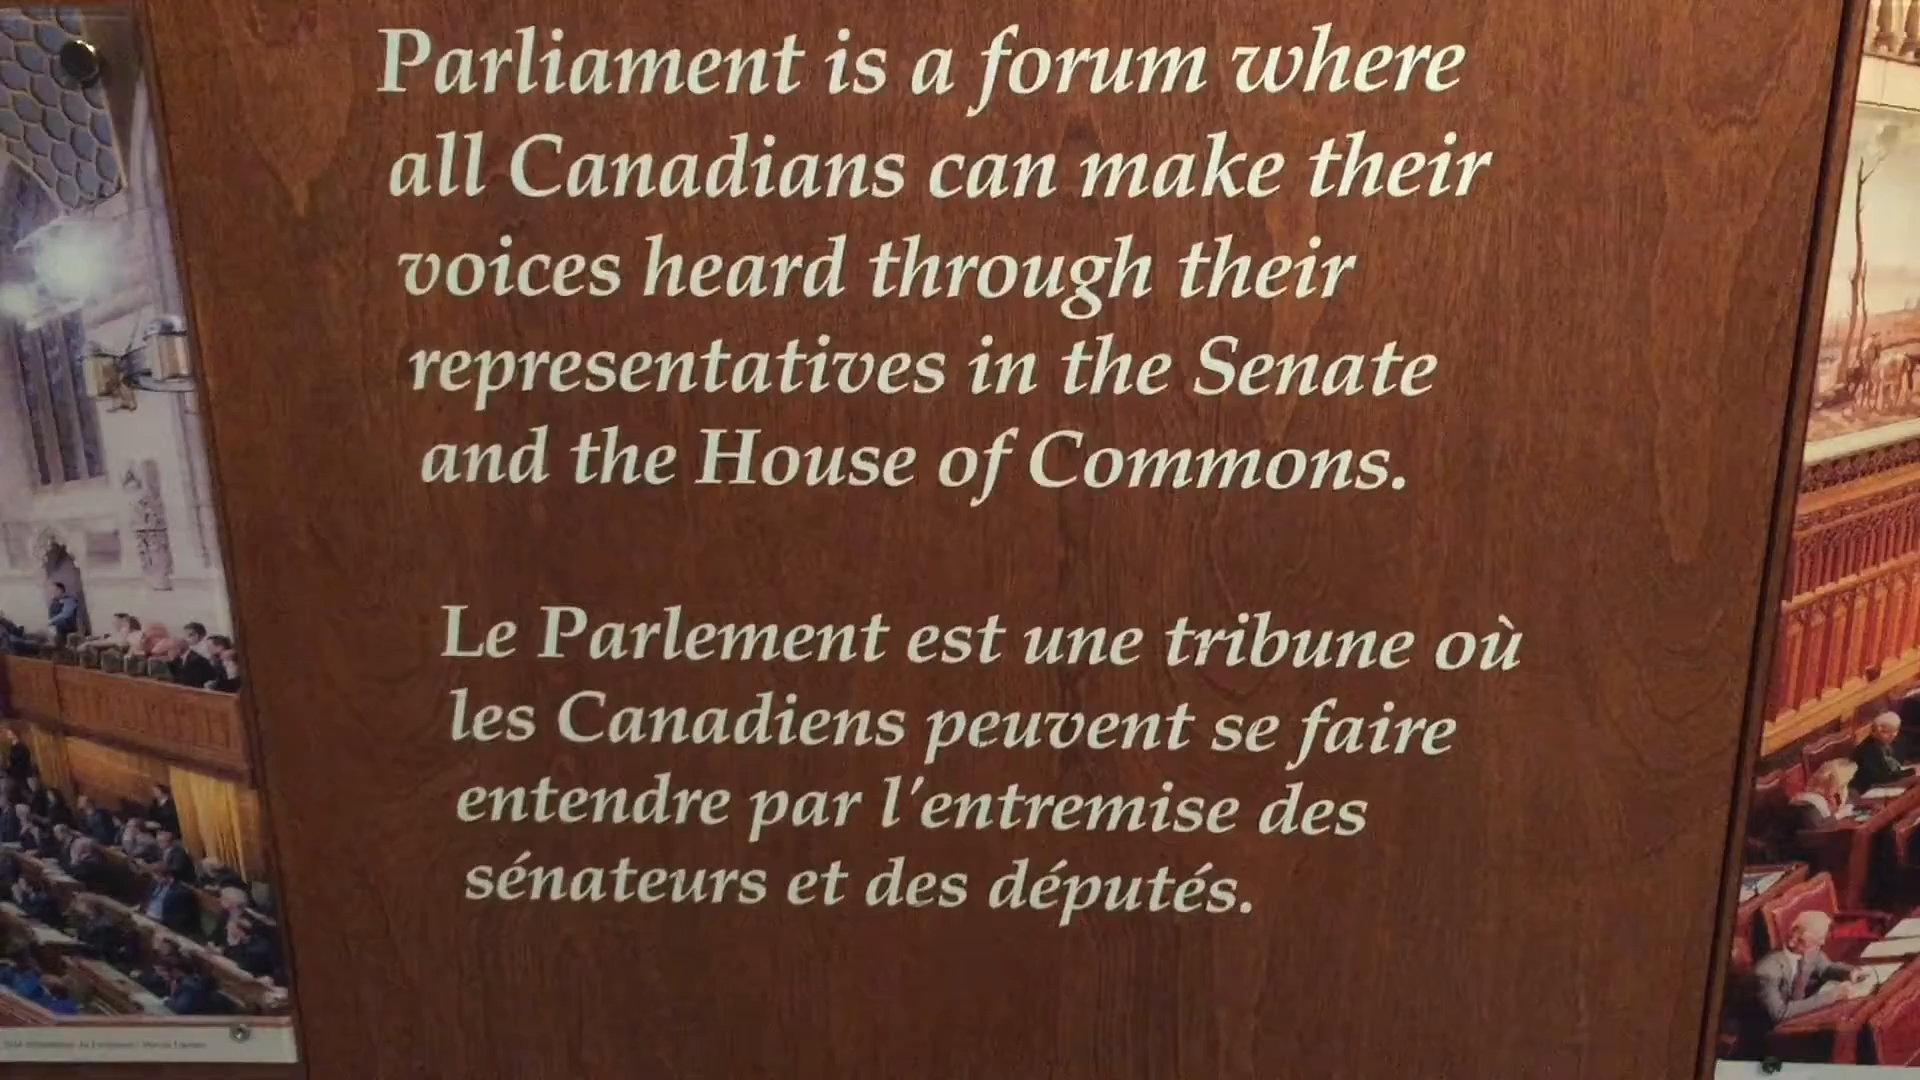 Parliament is a forum where
all Canadians can make their
voices heard through their
representatives in the Senate
and the House of Commons.
Le Parlement est une tribune où
les Canadiens peuvent se faire
entendre par l'entremise des
sénateurs et des députés.